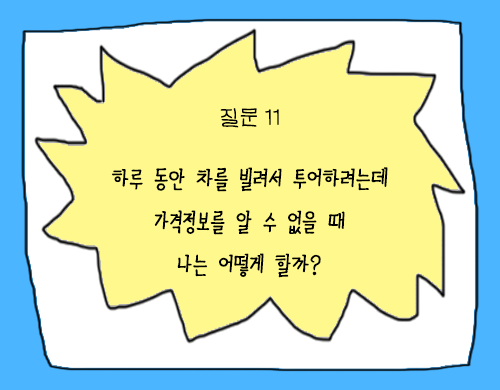 질문 11
하루 동안 차를 빌려서 투어하려는데
가격정보를 알 수 없을 때
나는 어떻게 할까?